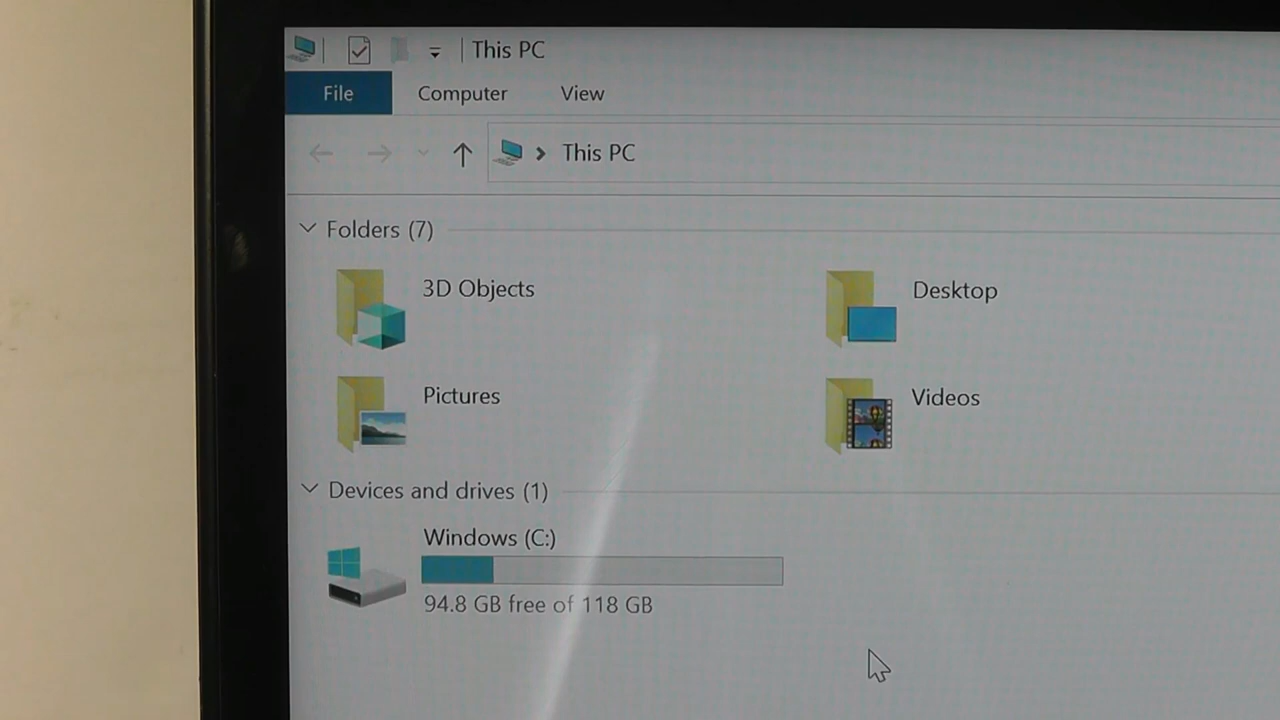 This PC
File Computer View
This PC
Folders (7)
3D Objects Desktop
Pictures Videos
Devices and drives (1)
Windows (C:)
94.8 GB free of 118 GB